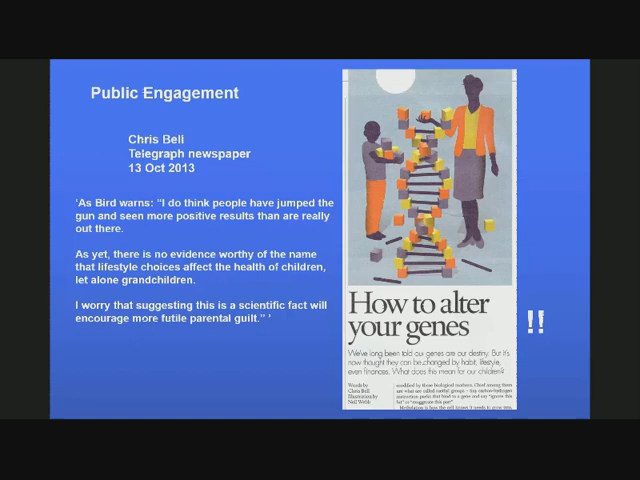 Public Engagement
Chris Bell
Telegraph newspaper
13 Oct 2013
‘As Bird warns: “I do think people have jumped the
gun and seen more positive results than are really
out there.
As yet, there is no evidence worthy of the name
that lifestyle choices affect the health of children,
let alone grandchildren.
I worry that suggesting this is a scientific fact will
encourage more futile parental guilt.” ’
How to alter
your genes
!!
We've long been told our genes are our destiny. But it's
now thought they can be changed by habit, lifestyle,
even finances. What does this mean for our children?
Words by
Chris Bell
Illustration by
Neil Webb